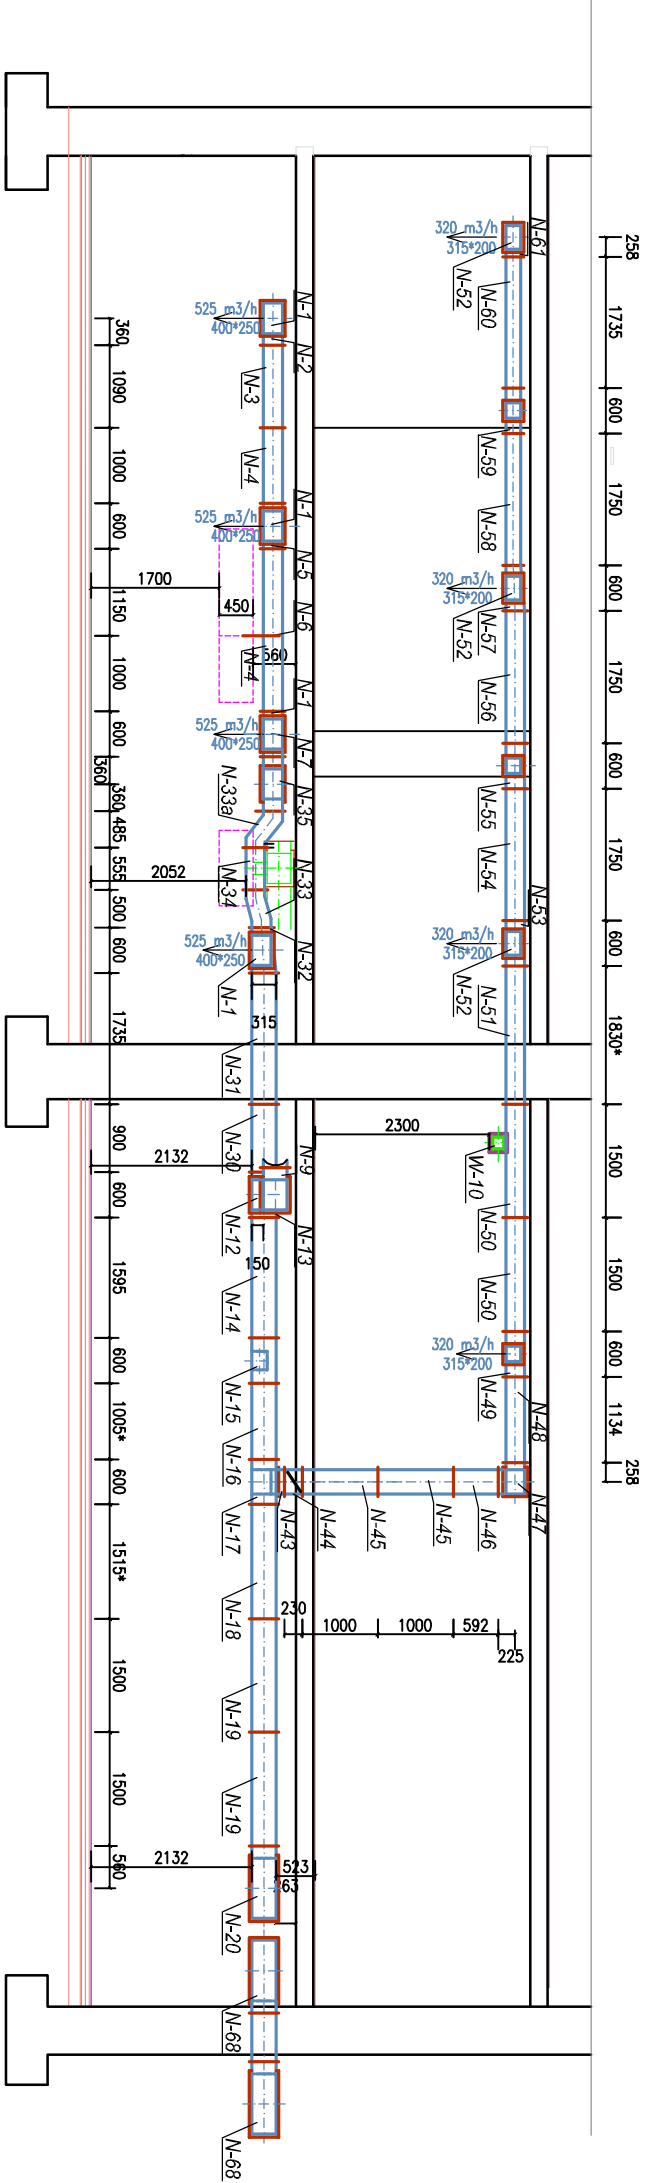 258
1735
600
1750
600
1750
600
1750
600
1830*
1500
1500
600
1134
258
N-61
320 m3/h
315*200
N-52
N-60
N-59
N-58
320 m3/h
315*200
N-57
N-52
N-56
N-55
N-54
N-53
320 m3/h
315*200
N-52
N-51
2300
W-10
N-50
N-50
320 m3/h
315*200
N-49
N-48
N-47
N-46
N-45
N-45
N-44
N-43
230
1000
1000
592
225
N-1
N-2
525 m3/h
400*250
N-3
N-4
N-1
525 m3/h
400*250
N-5
N-6
1700
450
560
N-4
N-1
525 m3/h
400*250
N-7
N-35
N-33a
N-33
N-34
2052
N-32
525 m3/h
400*250
N-1
315
N-31
N-30
N-9
2132
N-12
N-13
150
N-14
N-15
N-16
N-17
N-18
N-19
N-19
2132
523
263
N-20
N-68
N-68
360
1090
1000
600
1150
1000
600
360
360
485
555
500
600
1735
900
600
1595
600
1005*
600
1515*
1500
1500
560